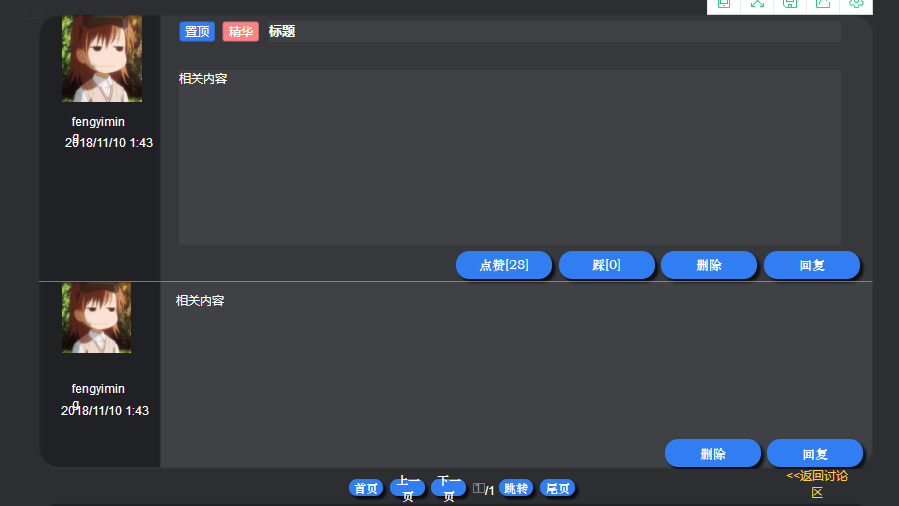 置顶 精华 标题
fengyimin
g
2018/11/10 1:43
相关内容
点赞[28] 踩[0] 删除 回复
fengyimin
g
2018/11/10 1:43
相关内容
删除 回复
首页 上一页 下一页 /1 跳转 尾页
<<返回讨论
区